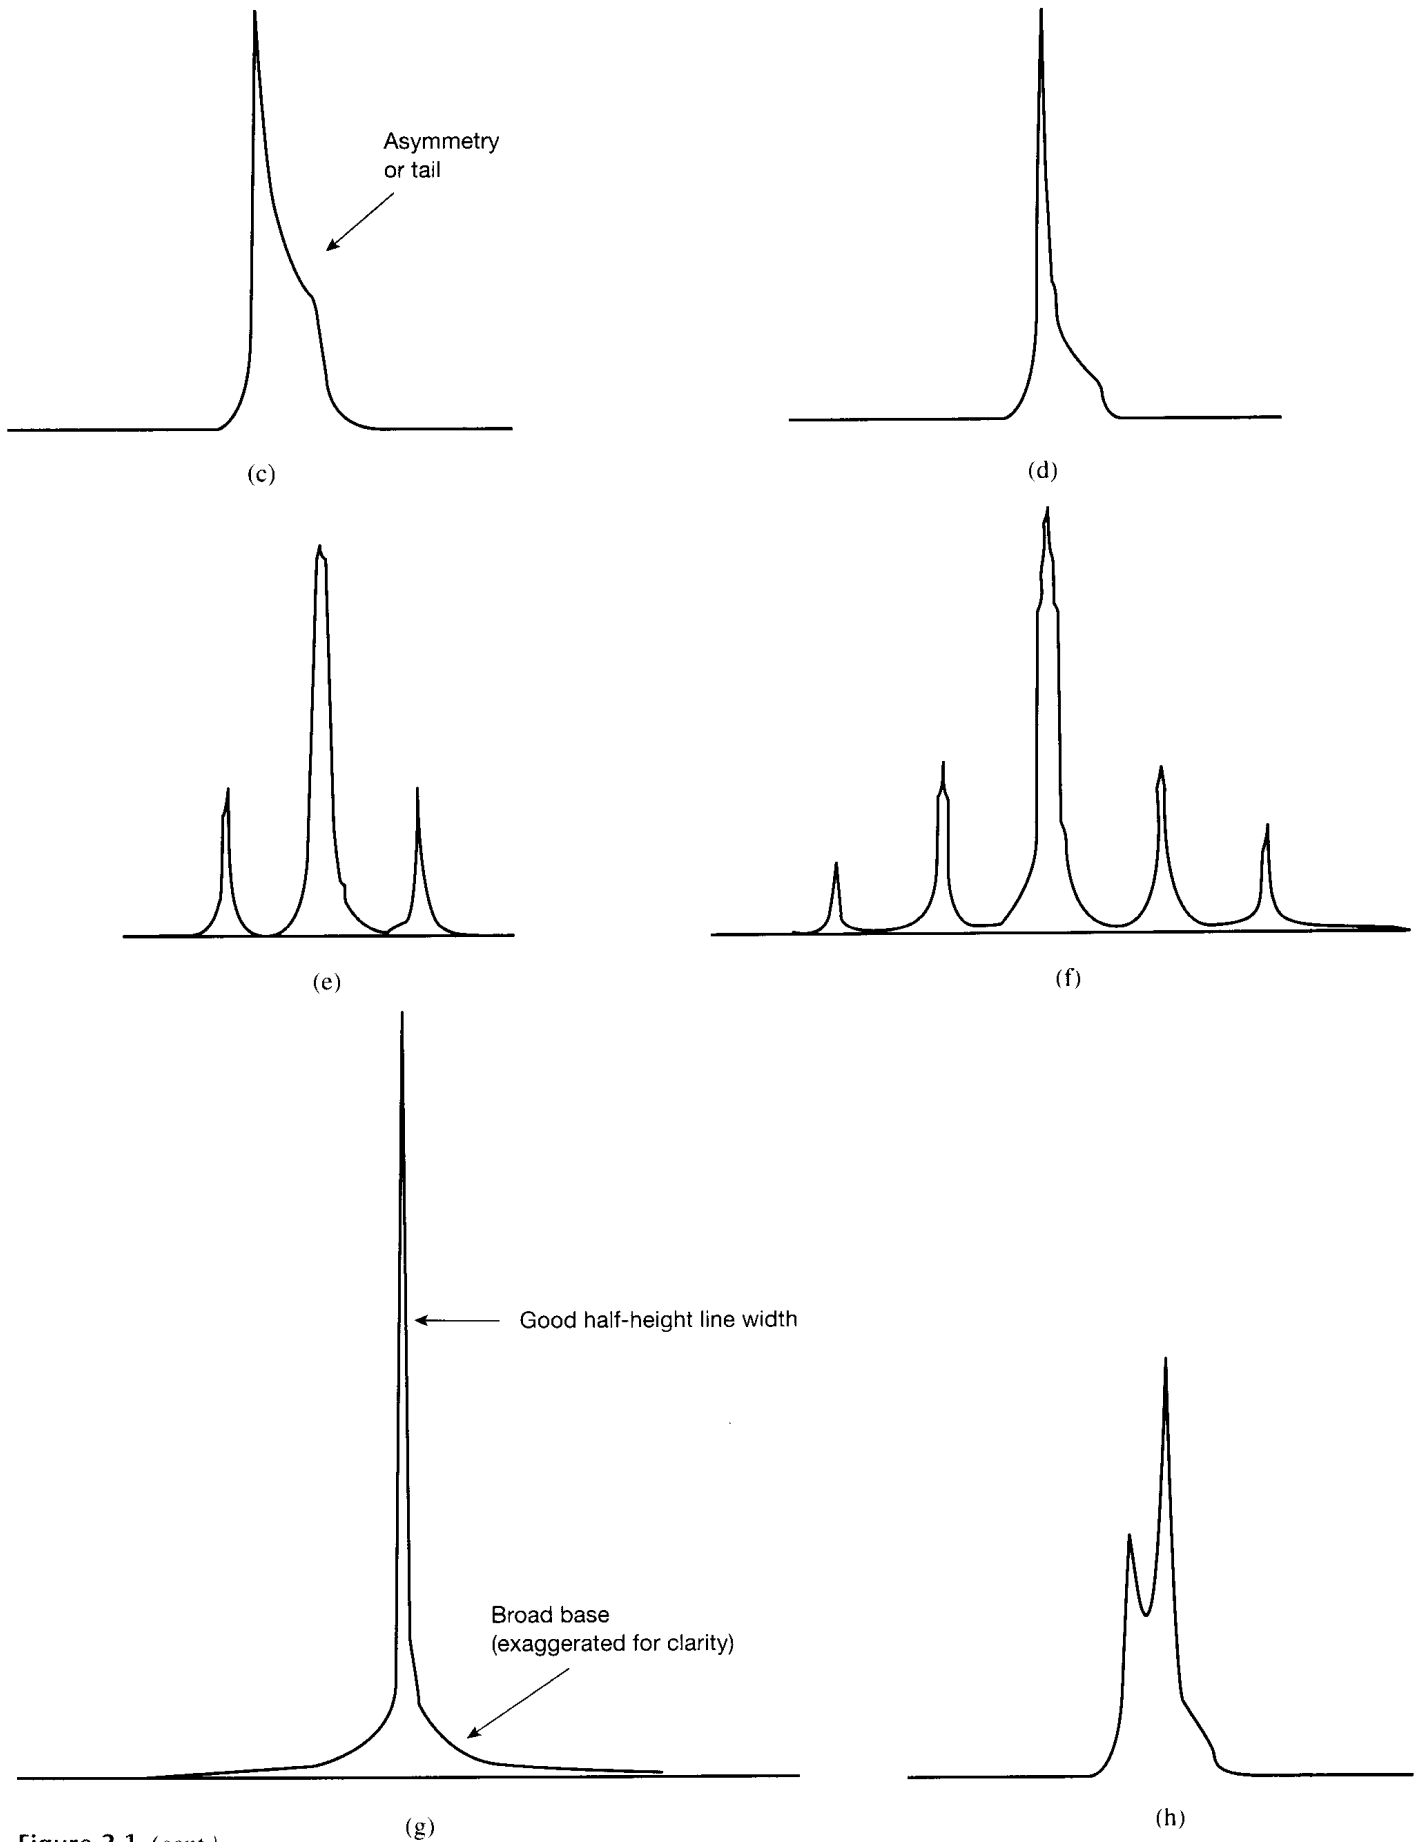 Asymmetry
or tail
(c)
(d)
(e)
(f)
Good half-height line width
Broad base
(exaggerated for clarity)
(g)
(h)